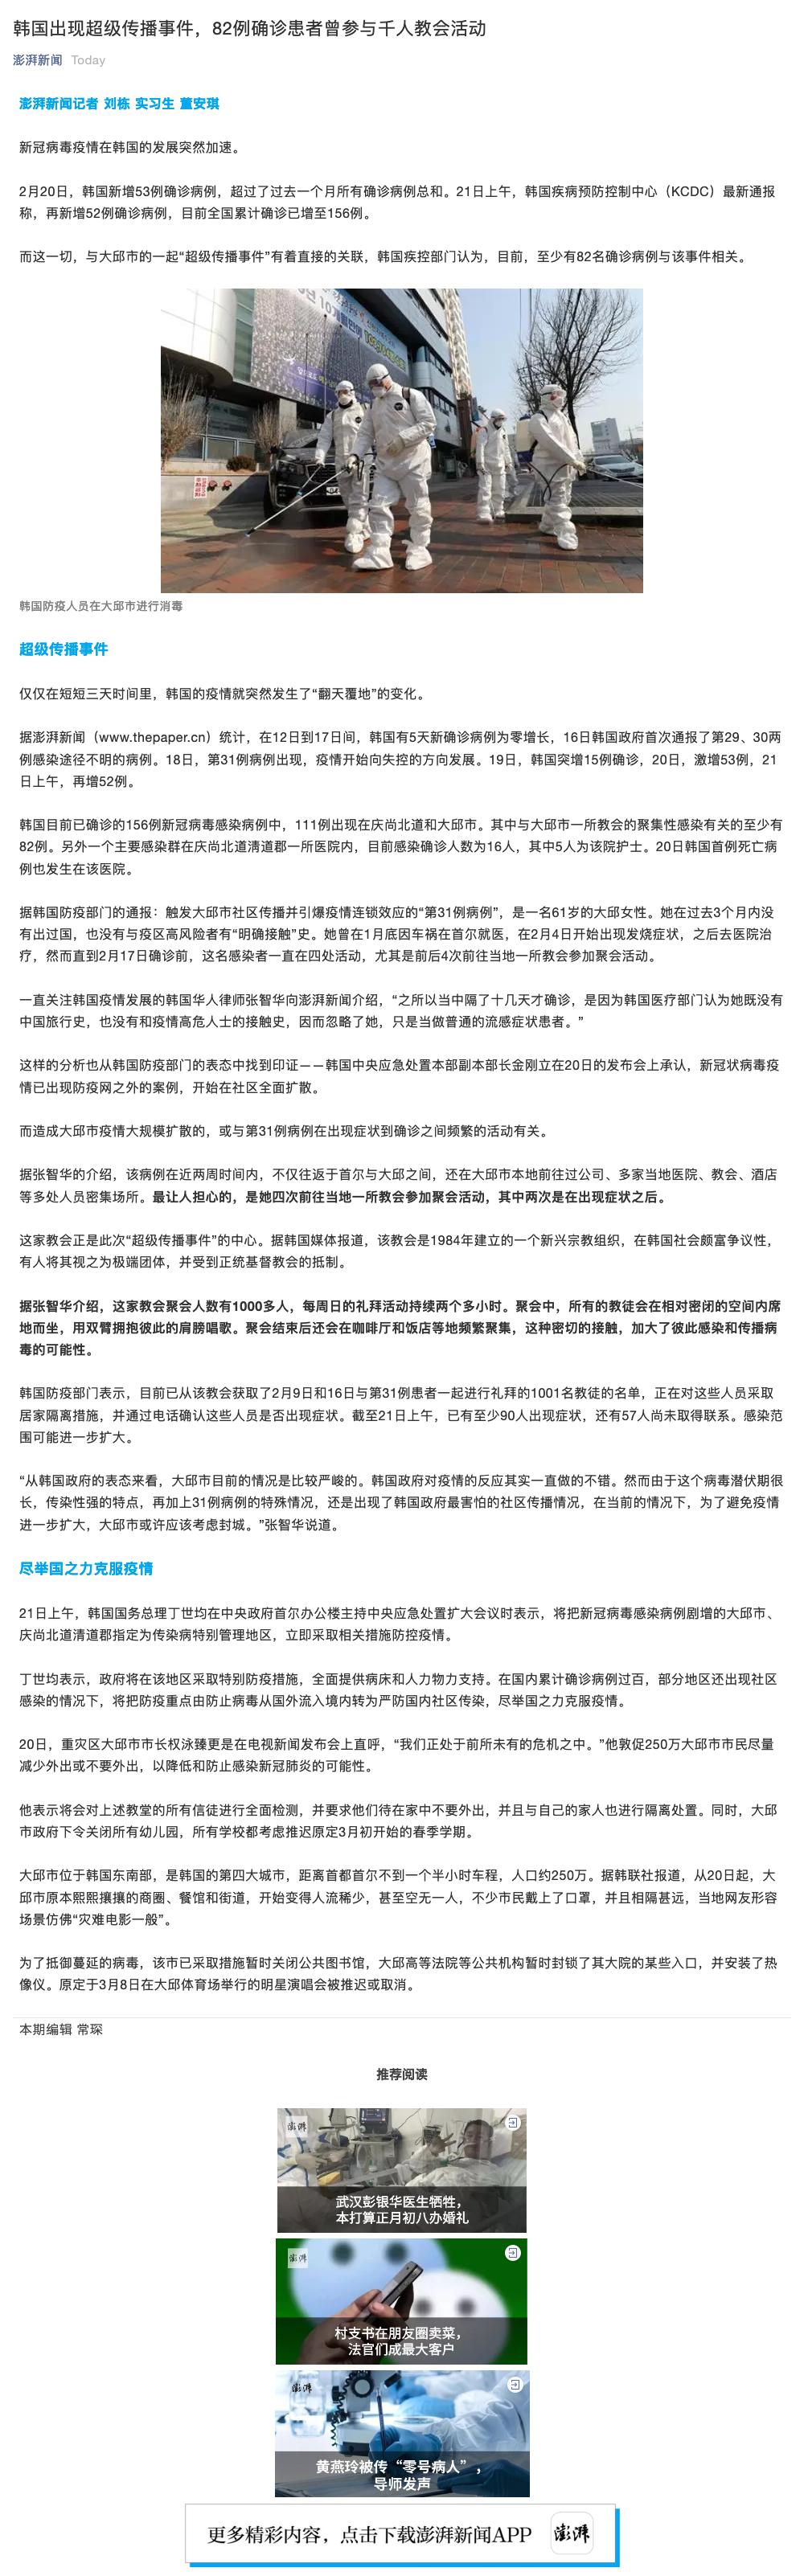 韩国出现超级传播事件，82例确诊患者曾参与千人教会活动
澎湃新闻 Today
澎湃新闻记者 刘栋 实习生 董安琪
新冠病毒疫情在韩国的发展突然加速。
2月20日，韩国新增53例确诊病例，超过了过去一个月所有确诊病例总和。21日上午，韩国疾病预防控制中心（KCDC）最新通报
称，再新增52例确诊病例，目前全国累计确诊已增至156例。
而这一切，与大邱市的一起“超级传播事件”有着直接的关联，韩国疾控部门认为，目前，至少有82名确诊病例与该事件相关。
韩国防疫人员在大邱市进行消毒
超级传播事件
仅仅在短短三天时间里，韩国的疫情就突然发生了“翻天覆地”的变化。
据澎湃新闻（www.thepaper.cn）统计，在12日到17日间，韩国有5天新确诊病例为零增长，16日韩国政府首次通报了第29、30两
例感染途径不明的病例。18日，第31例病例出现，疫情开始向失控的方向发展。19日，韩国突增15例确诊，20日，激增53例，21
日上午，再增52例。
韩国目前已确诊的156例新冠病毒感染病例中，111例出现在庆尚北道和大邱市。其中与大邱市一所教会的聚集性感染有关的至少有
82例。另外一个主要感染群在庆尚北道清道郡一所医院内，目前感染确诊人数为16人，其中5人为该院护士。20日韩国首例死亡病
例也发生在该医院。
据韩国防疫部门的通报：触发大邱市社区传播并引爆疫情连锁效应的“第31例病例”，是一名61岁的大邱女性。她在过去3个月内没
有出过国，也没有与疫区高风险者有“明确接触”史。她曾在1月底因车祸在首尔就医，在2月4日开始出现发烧症状，之后去医院治
疗，然而直到2月17日确诊前，这名感染者一直在四处活动，尤其是前后4次前往当地一所教会参加聚会活动。
一直关注韩国疫情发展的韩国华人律师张智华向澎湃新闻介绍，“之所以当中隔了十几天才确诊，是因为韩国医疗部门认为她既没有
中国旅行史，也没有和疫情高危人士的接触史，因而忽略了她，只是当做普通的流感症状患者。”
这样的分析也从韩国防疫部门的表态中找到印证——韩国中央应急处置本部副本部长金刚立在20日的发布会上承认，新冠状病毒疫
情已出现防疫网之外的案例，开始在社区全面扩散。
而造成大邱市疫情大规模扩散的，或与第31例病例在出现症状到确诊之间频繁的活动有关。
据张智华的介绍，该病例在近两周时间内，不仅往返于首尔与大邱之间，还在大邱市本地前往过公司、多家当地医院、教会、酒店
等多处人员密集场所。最让人担心的，是她四次前往当地一所教会参加聚会活动，其中两次是在出现症状之后。
这家教会正是此次“超级传播事件”的中心。据韩国媒体报道，该教会是1984年建立的一个新兴宗教组织，在韩国社会颇富争议性，
有人将其视之为极端团体，并受到正统基督教会的抵制。
据张智华介绍，这家教会聚会人数有1000多人，每周日的礼拜活动持续两个多小时。聚会中，所有的教徒会在相对密闭的空间内席
地而坐，用双臂拥抱彼此的肩膀唱歌。聚会结束后还会在咖啡厅和饭店等地频繁聚集，这种密切的接触，加大了彼此感染和传播病
毒的可能性。
韩国防疫部门表示，目前已从该教会获取了2月9日和16日与第31例患者一起进行礼拜的1001名教徒的名单，正在对这些人员采取
居家隔离措施，并通过电话确认这些人员是否出现症状。截至21日上午，已有至少90人出现症状，还有57人尚未取得联系。感染范
围可能进一步扩大。
“从韩国政府的表态来看，大邱市目前的情况是比较严峻的。韩国政府对疫情的反应其实一直做的不错。然而由于这个病毒潜伏期很
长，传染性强的特点，再加上31例病例的特殊情况，还是出现了韩国政府最害怕的社区传播情况，在当前的情况下，为了避免疫情
进一步扩大，大邱市或许应该考虑封城。”张智华说道。
尽举国之力克服疫情
21日上午，韩国国务总理丁世均在中央政府首尔办公楼主持中央应急处置扩大会议时表示，将把新冠病毒感染病例剧增的大邱市、
庆尚北道清道郡指定为传染病特别管理地区，立即采取相关措施防控疫情。
丁世均表示，政府将在该地区采取特别防疫措施，全面提供病床和人力物力支持。在国内累计确诊病例过百，部分地区还出现社区
感染的情况下，将把防疫重点由防止病毒从国外流入境内转为严防国内社区传染，尽举国之力克服疫情。
20日，重灾区大邱市市长权泳臻更是在电视新闻发布会上直呼，“我们正处于前所未有的危机之中。”他敦促250万大邱市市民尽量
减少外出或不要外出，以降低和防止感染新冠肺炎的可能性。
他表示将会对上述教堂的所有信徒进行全面检测，并要求他们待在家中不要外出，并且与自己的家人也进行隔离处置。同时，大邱
市政府下令关闭所有幼儿园，所有学校都考虑推迟原定3月初开始的春季学期。
大邱市位于韩国东南部，是韩国的第四大城市，距离首都首尔不到一个半小时车程，人口约250万。据韩联社报道，从20日起，大
邱市原本熙熙攘攘的商圈、餐馆和街道，开始变得人流稀少，甚至空无一人，不少市民戴上了口罩，并且相隔甚远，当地网友形容
场景仿佛“灾难电影一般”。
为了抵御蔓延的病毒，该市已采取措施暂时关闭公共图书馆，大邱高等法院等公共机构暂时封锁了其大院的某些入口，并安装了热
像仪。原定于3月8日在大邱体育场举行的明星演唱会被推迟或取消。
本期编辑 常琛
推荐阅读
澎湃
武汉彭银华医生牺牲，
本打算正月初八办婚礼
澎湃
村支书在朋友圈卖菜，
法官们成最大客户
澎湃
黄燕玲被传“零号病人”，
导师发声
更多精彩内容，点击下载澎湃新闻APP 澎湃